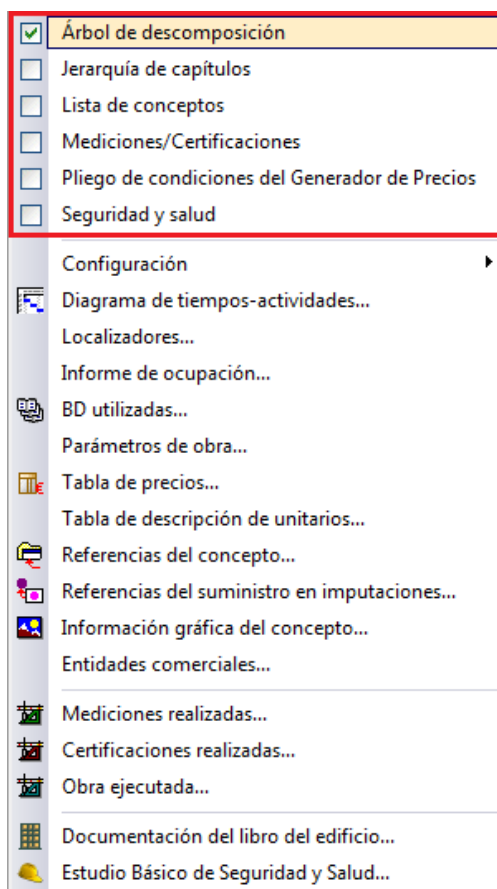 Árbol de descomposición
Jerarquía de capítulos
Lista de conceptos
Mediciones/Certificaciones
Pliego de condiciones del Generador de Precios
Seguridad y salud
Configuración
Diagrama de tiempos-actividades...
Localizadores...
Informe de ocupación...
BD utilizadas...
Parámetros de obra...
Tabla de precios...
Tabla de descripción de unitarios...
Referencias del concepto...
Referencias del suministro en imputaciones...
Información gráfica del concepto...
Entidades comerciales...
Mediciones realizadas...
Certificaciones realizadas...
Obra ejecutada...
Documentación del libro del edificio...
Estudio Básico de Seguridad y Salud...